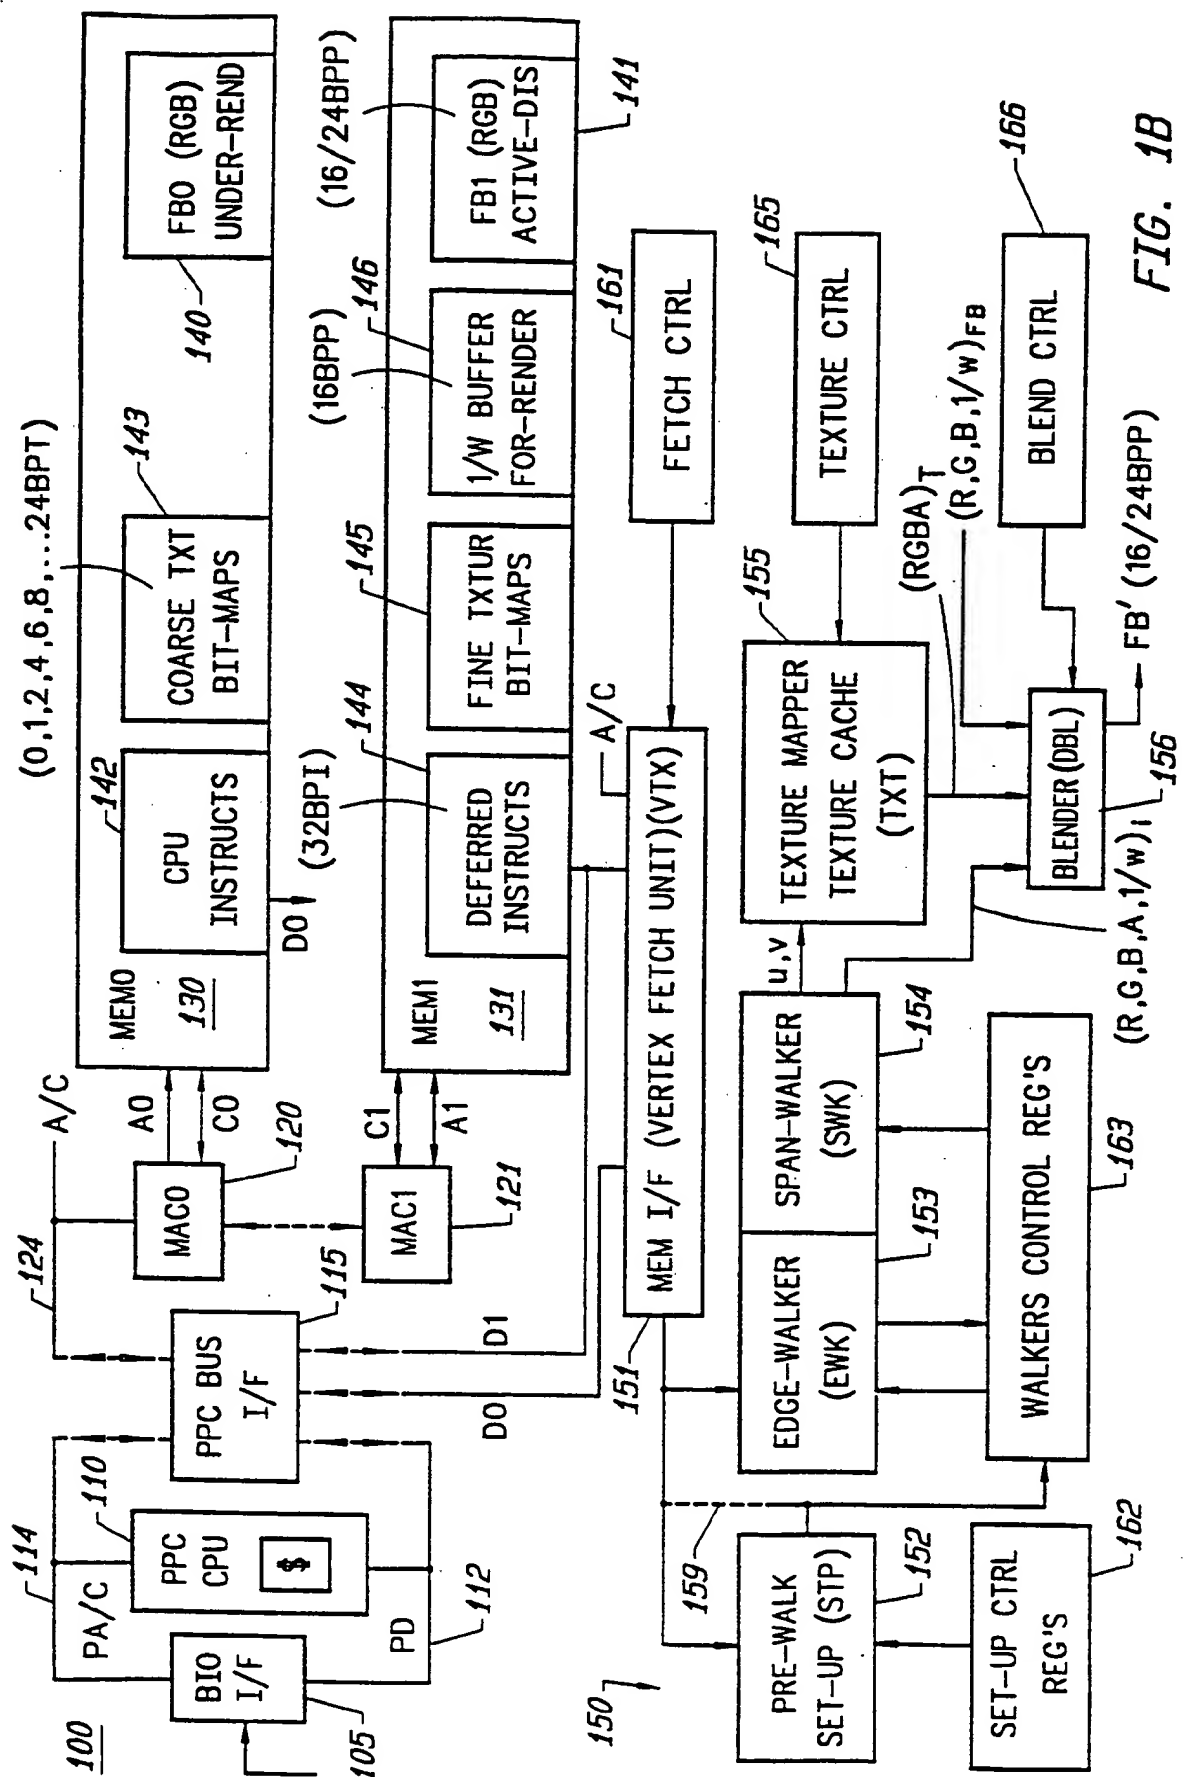 100
BIO
I/F
105
PA/C
114
PPC
CPU
$
110
PD
112
PPC BUS
I/F
115
124
A/C
MAC0
120
A0
C0
MAC1
121
C1
A1
D0
D1
MEM0
130
CPU
INSTRUCTS
142
D0
(0,1,2,4,6,8,...24BPT)
COARSE TXT
BIT-MAPS
143
FB0 (RGB)
UNDER-REND
140
MEM1
131
(32BPI)
DEFERRED
INSTRUCTS
144
FINE TXTUR
BIT-MAPS
145
(16BPP)
1/W BUFFER
FOR-RENDER
146
(16/24BPP)
FB1 (RGB)
ACTIVE-DIS
141
150
151
MEM I/F (VERTEX FETCH UNIT)(VTX)
A/C
FETCH CTRL
161
PRE-WALK
SET-UP (STP)
152
159
SET-UP CTRL
REG'S
162
EDGE-WALKER
(EWK)
153
SPAN-WALKER
(SWK)
154
WALKERS CONTROL REG'S
163
u,v
TEXTURE MAPPER
TEXTURE CACHE
(TXT)
155
TEXTURE CTRL
165
(RGBA)T
(R,G,B,1/w)FB
(R,G,B,A,1/w)I
BLENDER(DBL)
156
FB' (16/24BPP)
BLEND CTRL
166
FIG. 1B